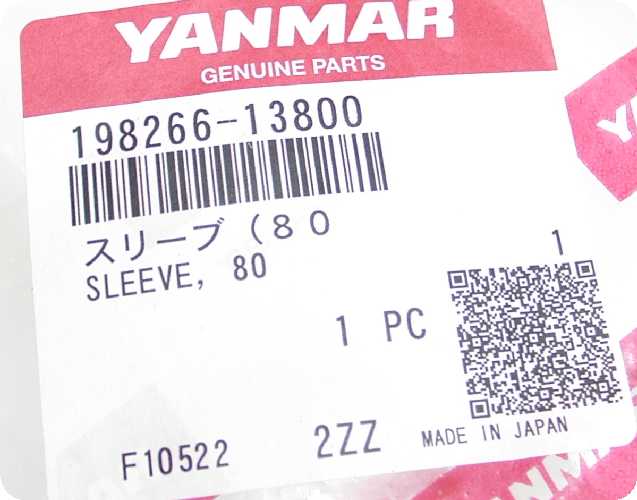 YANMAR
GENUINE PARTS
198266-13800
スリーブ(80
SLEEVE, 80
1
1 PC
F10522
2ZZ
MADE IN JAPAN
YANMAR